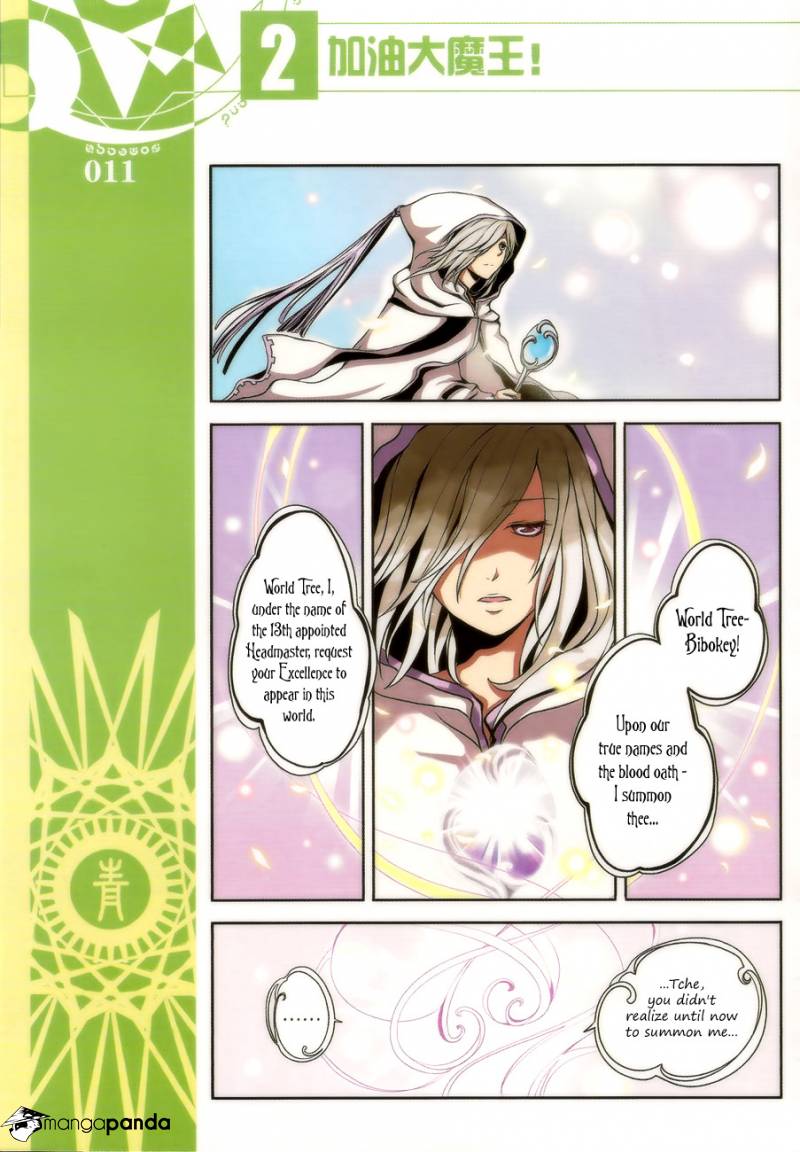 2
加油大魔王!
011
World Tree-
Bibokey!
Upon our
true names and
the blood oath -
I summon
thee...
World Tree, I,
under the name of
the 13th appointed
Headmaster, request
your Excellence to
appear in this
world.
...Tche,
you didn't
realize until now
to summon me...
......
青
mangapanda